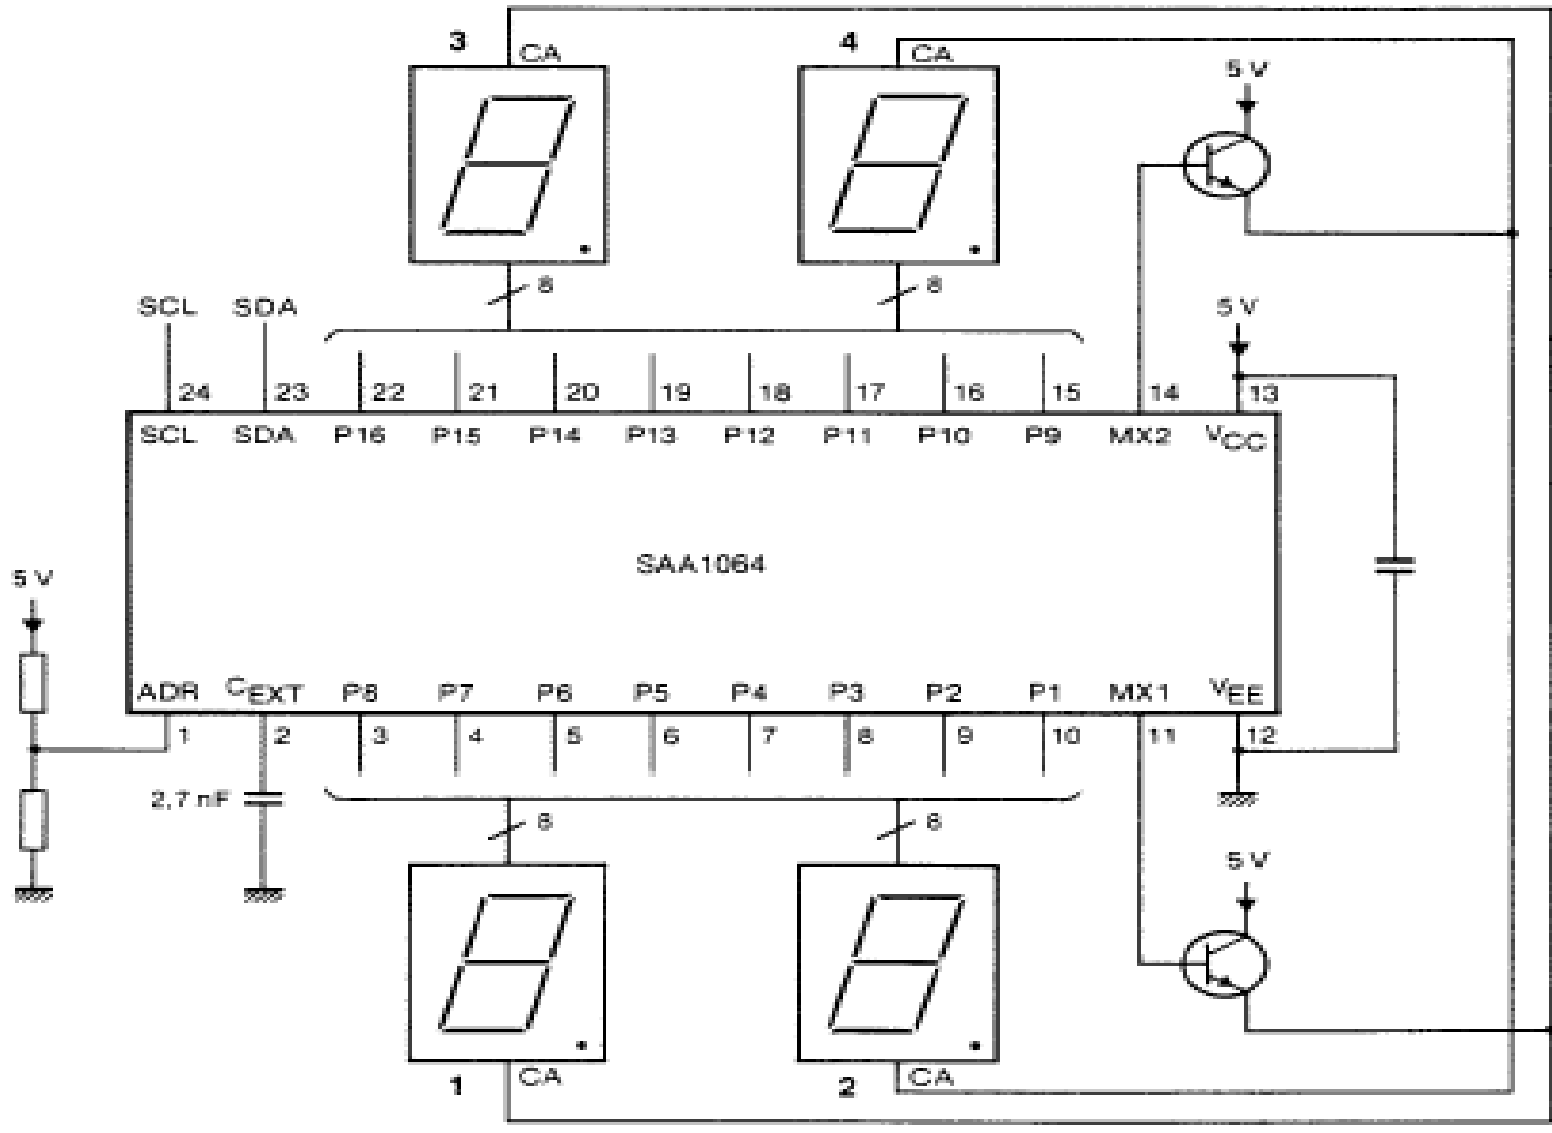 3 CA 4 CA
5 V
8 8
SCL SDA 5 V
24 23 22 21 20 19 18 17 16 15 14 13
SCL SDA P16 P15 P14 P13 P12 P11 P10 P9 MX2 VCC
SAA1064
5 V
ADR CEXT P8 P7 P6 P5 P4 P3 P2 P1 MX1 VEE
1 2 3 4 5 6 7 8 9 10 11 12
2,7 nF
8 8
5 V
1 CA 2 CA